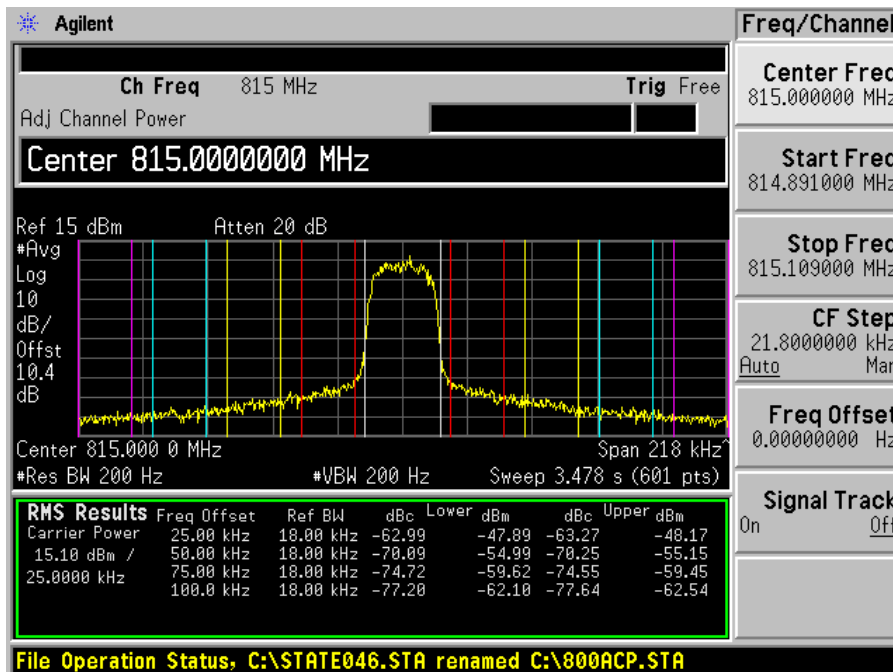 Agilent
Ch Freq 815 MHz Trig Free
Adj Channel Power
Center 815.0000000 MHz
Ref 15 dBm Atten 20 dB
#Avg
Log
10
dB/
Offst
10.4
dB
Center 815.000 0 MHz Span 218 kHz^
#Res BW 200 Hz #VBW 200 Hz Sweep 3.478 s (601 pts)
RMS Results Freq Offset Ref BW dBc Lower dBm dBc Upper dBm
Carrier Power 25.00 kHz 18.00 kHz -62.99 -47.89 -63.27 -48.17
15.10 dBm / 50.00 kHz 18.00 kHz -70.09 -54.99 -70.25 -55.15
25.0000 kHz 75.00 kHz 18.00 kHz -74.72 -59.62 -74.55 -59.45
100.0 kHz 18.00 kHz -77.20 -62.10 -77.64 -62.54
File Operation Status, C:\STATE046.STA renamed C:\800ACP.STA
Freq/Channel
Center Freq
815.000000 MHz
Start Freq
814.891000 MHz
Stop Freq
815.109000 MHz
CF Step
21.8000000 kHz
Auto Man
Freq Offset
0.00000000 Hz
Signal Track
On Off